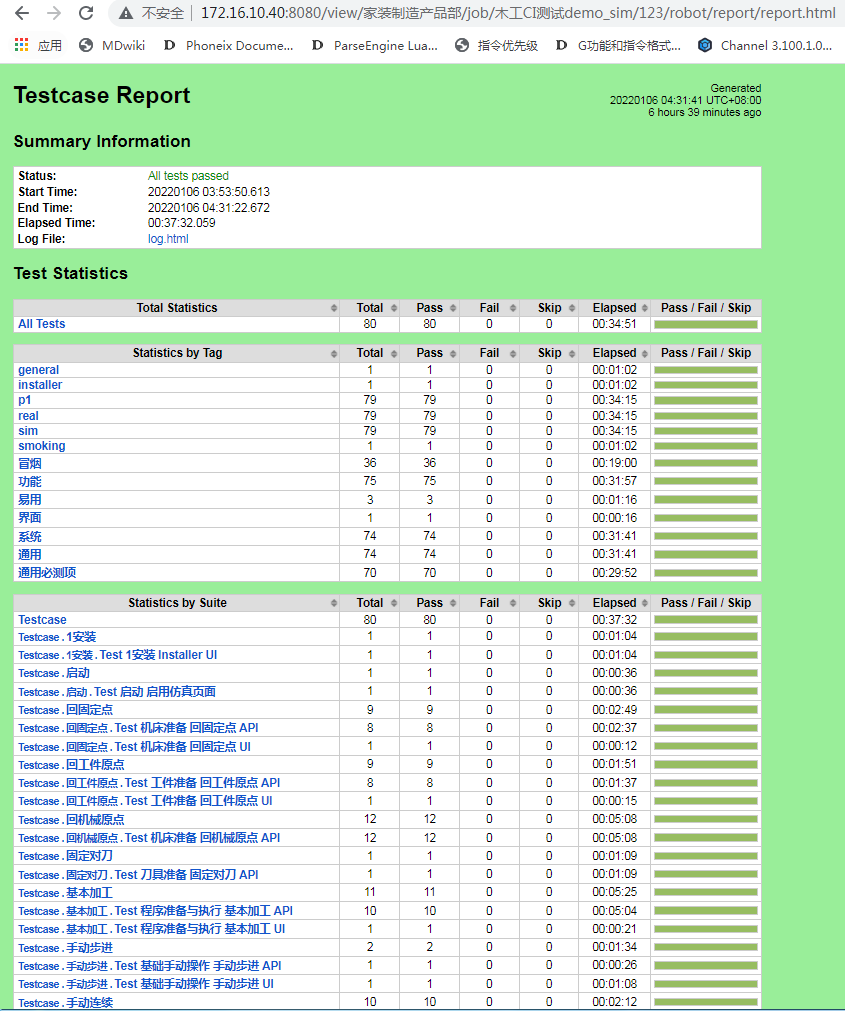 不安全 172.16.10.40:8080/view/家装制造产品部/job/木工CI测试demo_sim/123/robot/report/report.html
应用 MDwiki Phoneix Docume... ParseEngine Lua... 指令优先级 G功能和指令格式... Channel 3.100.1.0...
Testcase Report
Generated
20220106 04:31:41 UTC+08:00
6 hours 39 minutes ago
Summary Information
Status: All tests passed
Start Time: 20220106 03:53:50.613
End Time: 20220106 04:31:22.672
Elapsed Time: 00:37:32.059
Log File: log.html
Test Statistics
Total Statistics Total Pass Fail Skip Elapsed Pass / Fail / Skip
All Tests 80 80 0 0 00:34:51
Statistics by Tag Total Pass Fail Skip Elapsed Pass / Fail / Skip
general 1 1 0 0 00:01:02
installer 1 1 0 0 00:01:02
p1 79 79 0 0 00:34:15
real 79 79 0 0 00:34:15
sim 79 79 0 0 00:34:15
smoking 1 1 0 0 00:01:02
冒烟 36 36 0 0 00:19:00
功能 75 75 0 0 00:31:57
易用 3 3 0 0 00:01:16
界面 1 1 0 0 00:00:16
系统 74 74 0 0 00:31:41
通用 74 74 0 0 00:31:41
通用必测项 70 70 0 0 00:29:52
Statistics by Suite Total Pass Fail Skip Elapsed Pass / Fail / Skip
Testcase 80 80 0 0 00:37:32
Testcase . 1安装 1 1 0 0 00:01:04
Testcase . 1安装 . Test 1安装 Installer UI 1 1 0 0 00:01:04
Testcase . 启动 1 1 0 0 00:00:36
Testcase . 启动 . Test 启动 启用仿真页面 1 1 0 0 00:00:36
Testcase . 回固定点 9 9 0 0 00:02:49
Testcase . 回固定点 . Test 机床准备 回固定点 API 8 8 0 0 00:02:37
Testcase . 回固定点 . Test 机床准备 回固定点 UI 1 1 0 0 00:00:12
Testcase . 回工件原点 9 9 0 0 00:01:51
Testcase . 回工件原点 . Test 工件准备 回工件原点 API 8 8 0 0 00:01:37
Testcase . 回工件原点 . Test 工件准备 回工件原点 UI 1 1 0 0 00:00:15
Testcase . 回机械原点 12 12 0 0 00:05:08
Testcase . 回机械原点 . Test 机床准备 回机械原点 API 12 12 0 0 00:05:08
Testcase . 固定对刀 1 1 0 0 00:01:09
Testcase . 固定对刀 . Test 刀具准备 固定对刀 API 1 1 0 0 00:01:09
Testcase . 基本加工 11 11 0 0 00:05:25
Testcase . 基本加工 . Test 程序准备与执行 基本加工 API 10 10 0 0 00:05:04
Testcase . 基本加工 . Test 程序准备与执行 基本加工 UI 1 1 0 0 00:00:21
Testcase . 手动步进 2 2 0 0 00:01:34
Testcase . 手动步进 . Test 基础手动操作 手动步进 API 1 1 0 0 00:00:26
Testcase . 手动步进 . Test 基础手动操作 手动步进 UI 1 1 0 0 00:01:08
Testcase . 手动连续 10 10 0 0 00:02:12